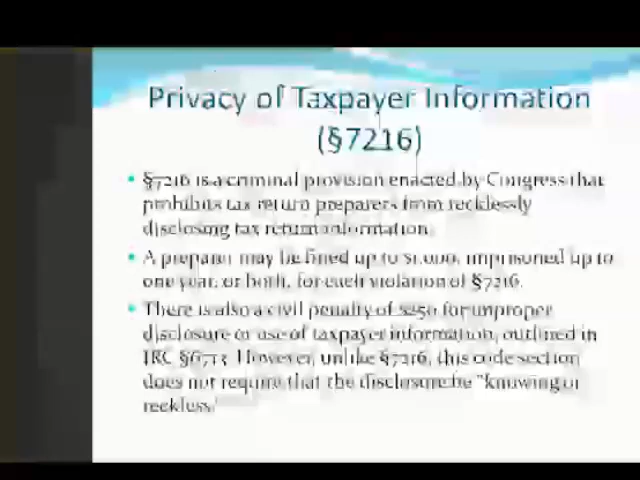 Privacy of Taxpayer Information
(§7216)
• §7216 is a criminal provision enacted by Congress that
prohibits tax return preparers from recklessly
disclosing tax return information.
• A preparer may be fined up to $1,000, imprisoned up to
one year, or both, for each violation of §7216.
• There is also a civil penalty of $250 for improper
disclosure or use of taxpayer information, outlined in
IRC §6713. However, unlike §7216, this code section
does not require that the disclosure be "knowing or
reckless."